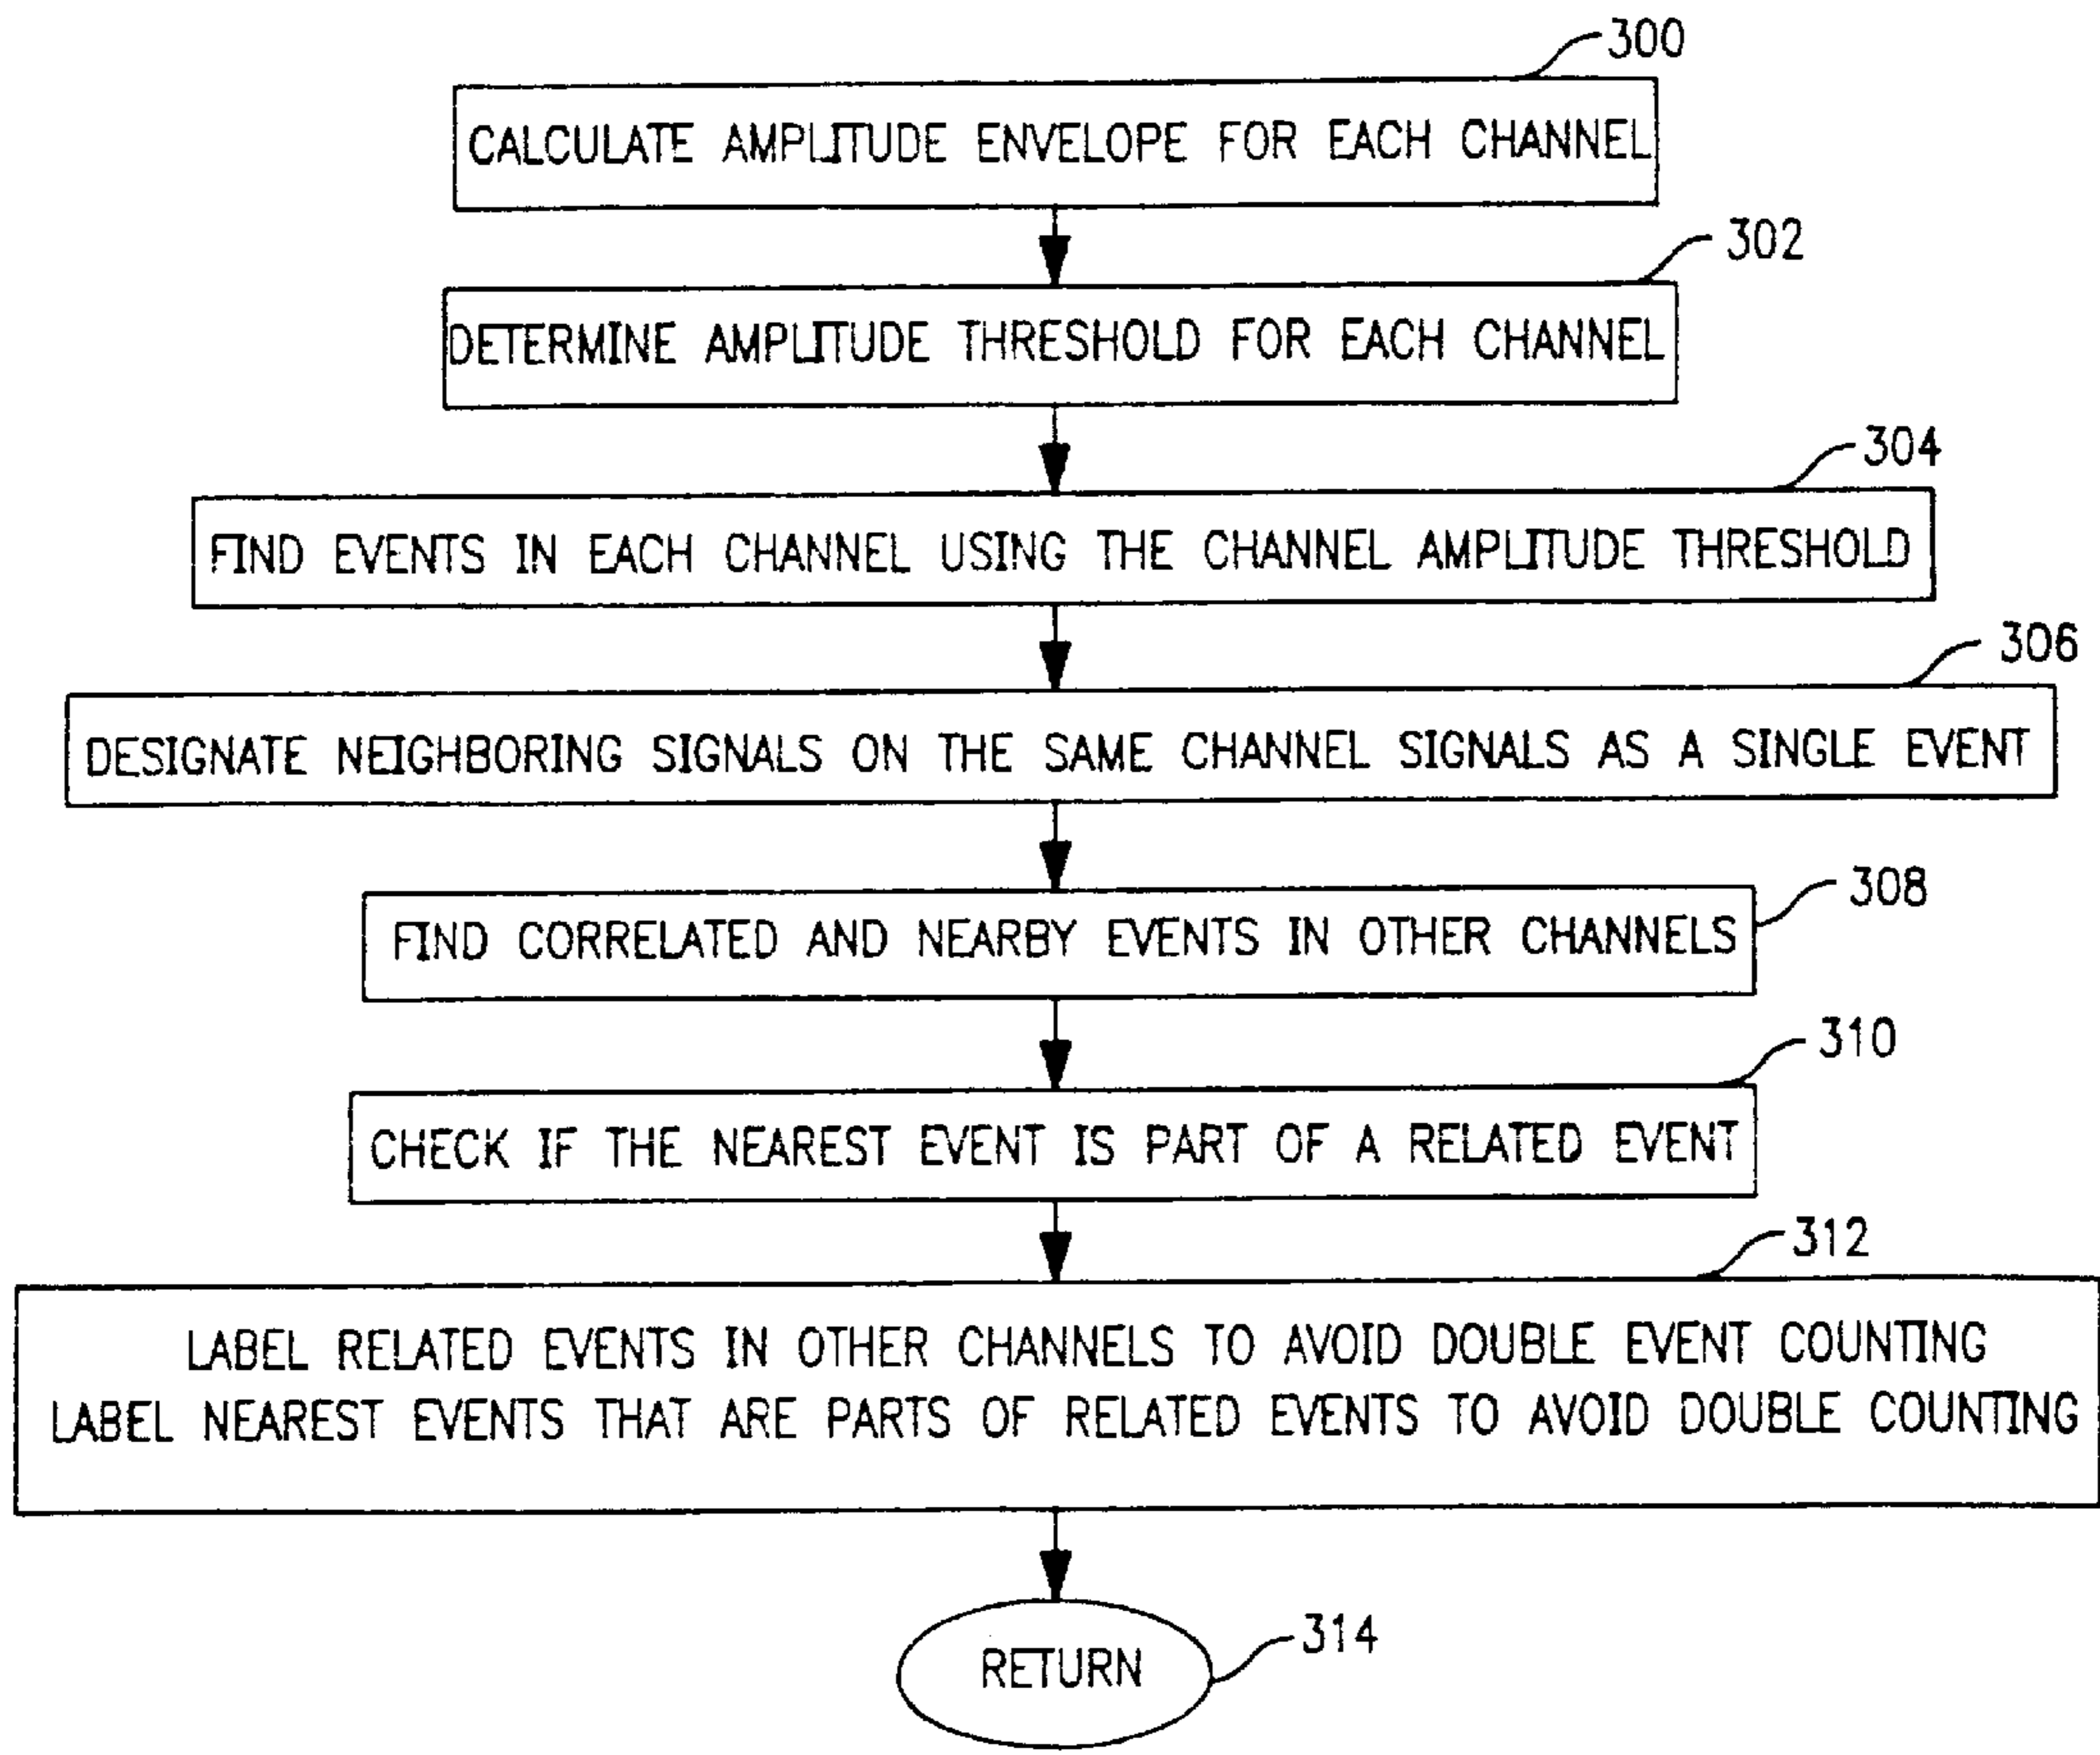 300
CALCULATE AMPLITUDE ENVELOPE FOR EACH CHANNEL
302
DETERMINE AMPLITUDE THRESHOLD FOR EACH CHANNEL
304
FIND EVENTS IN EACH CHANNEL USING THE CHANNEL AMPLITUDE THRESHOLD
306
DESIGNATE NEIGHBORING SIGNALS ON THE SAME CHANNEL SIGNALS AS A SINGLE EVENT
308
FIND CORRELATED AND NEARBY EVENTS IN OTHER CHANNELS
310
CHECK IF THE NEAREST EVENT IS PART OF A RELATED EVENT
312
LABEL RELATED EVENTS IN OTHER CHANNELS TO AVOID DOUBLE EVENT COUNTING
LABEL NEAREST EVENTS THAT ARE PARTS OF RELATED EVENTS TO AVOID DOUBLE COUNTING
RETURN
314